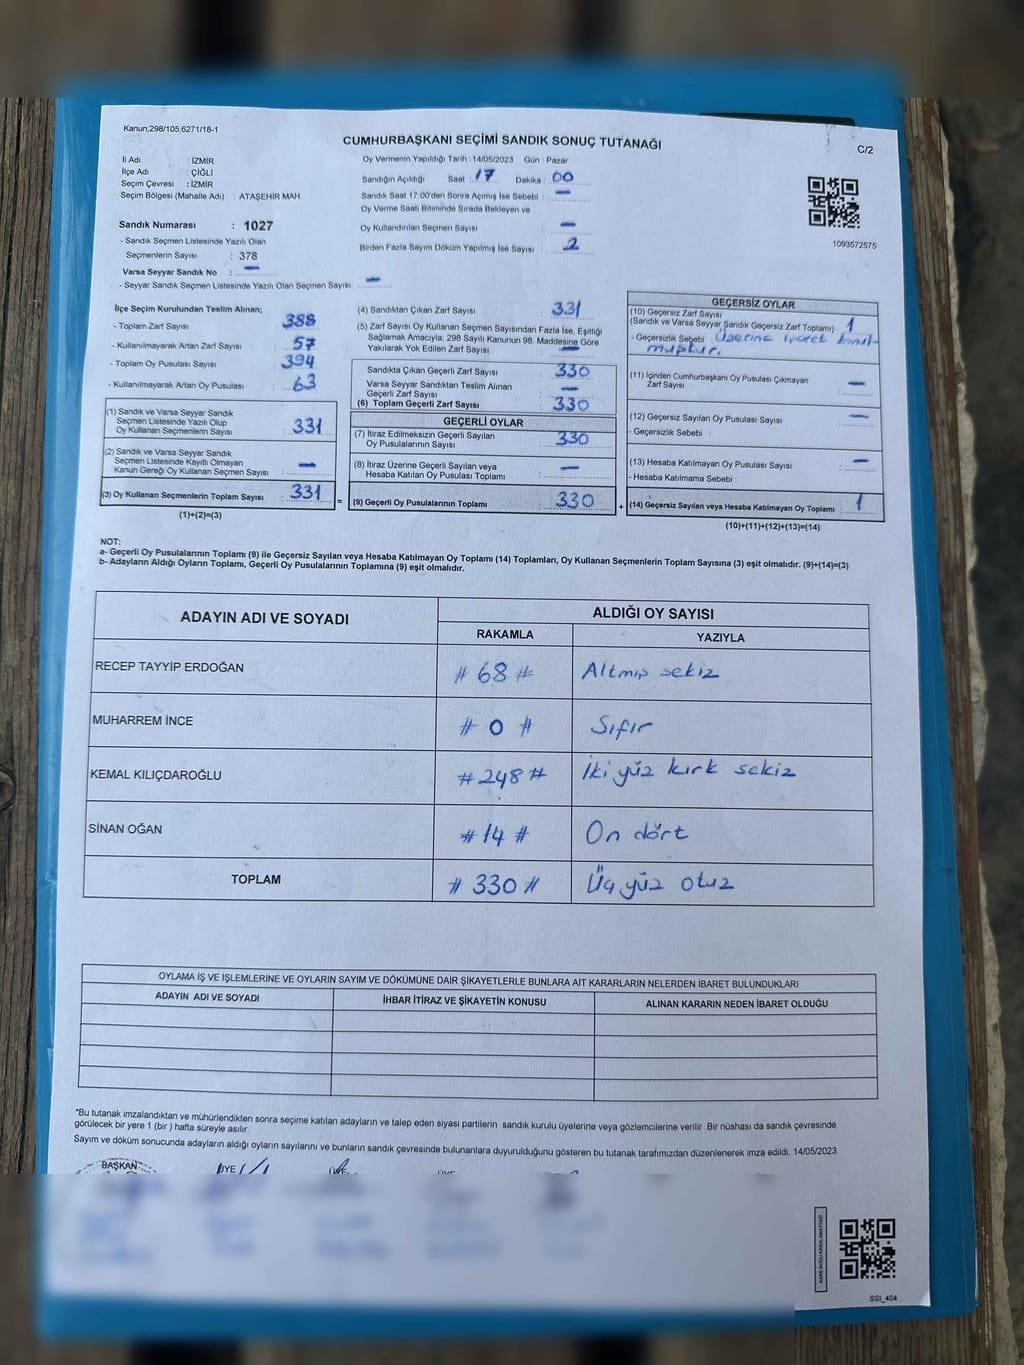 Kanun;298/105,6271/18-1
CUMHURBAŞKANI SEÇİMİ SANDIK SONUÇ TUTANAĞI
C/2
İl Adı : İZMİR
İlçe Adı : ÇİĞLİ
Seçim Çevresi : İZMİR
Seçim Bölgesi (Mahalle Adı) : ATAŞEHİR MAH.
Sandık Numarası : 1027
- Sandık Seçmen Listesinde Yazılı Olan
Seçmenlerin Sayısı : 378
Varsa Seyyar Sandık No : —
- Seyyar Sandık Seçmen Listesinde Yazılı Olan Seçmen Sayısı: —
Oy Vermenin Yapıldığı Tarih : 14/05/2023 Gün : Pazar
Sandığın Açıldığı Saat : 17 Dakika : 00
Sandık Saat 17:00'den Sonra Açımış İse Sebebi : —
Oy Verme Saati Bitiminde Sırada Bekleyen ve
Oy Kullandırılan Seçmen Sayısı : —
Birden Fazla Sayım Döküm Yapılmış İse Sayısı : 2
1093572575
İlçe Seçim Kurulundan Teslim Alınan;
- Toplam Zarf Sayısı : 388
- Kullanılmayarak Artan Zarf Sayısı : 57
- Toplam Oy Pusulası Sayısı : 394
- Kullanılmayarak Artan Oy Pusulası : 63
(1) Sandık ve Varsa Seyyar Sandık
Seçmen Listesinde Yazılı Olup
Oy Kullanan Seçmenlerin Sayısı : 331
(2) Sandık ve Varsa Seyyar Sandık
Seçmen Listesinde Kayıtlı Olmayan
Kanun Gereği Oy Kullanan Seçmen Sayısı : —
(3) Oy Kullanan Seçmenlerin Toplam Sayısı : 331
(1)+(2)=(3)
(4) Sandıktan Çıkan Zarf Sayısı : 331
(5) Zarf Sayısı Oy Kullanan Seçmen Sayısından Fazla İse, Eşitliği
Sağlamak Amacıyla, 298 Sayılı Kanunun 98. Maddesine Göre
Yakılarak Yok Edilen Zarf Sayısı : —
Sandıkta Çıkan Geçerli Zarf Sayısı : 330
Varsa Seyyar Sandıktan Teslim Alınan
Geçerli Zarf Sayısı : —
(6) Toplam Geçerli Zarf Sayısı : 330
GEÇERLİ OYLAR
(7) İtiraz Edilmeksizin Geçerli Sayılan
Oy Pusulalarının Sayısı : 330
(8) İtiraz Üzerine Geçerli Sayılan veya
Hesaba Katılan Oy Pusulası Toplamı : —
= (9) Geçerli Oy Pusulalarının Toplamı : 330
GEÇERSİZ OYLAR
(10) Geçersiz Zarf Sayısı
(Sandık ve Varsa Seyyar Sandık Geçersiz Zarf Toplamı) : 1
- Geçersizlik Sebebi : Üzerine işaret konul-
muştur.
(11) İçinden Cumhurbaşkanı Oy Pusulası Çıkmayan
Zarf Sayısı : —
(12) Geçersiz Sayılan Oy Pusulası Sayısı : —
- Geçersizlik Sebebi :
(13) Hesaba Katılmayan Oy Pusulası Sayısı : —
- Hesaba Katılmama Sebebi :
+ (14) Geçersiz Sayılan veya Hesaba Katılmayan Oy Toplamı : 1
(10)+(11)+(12)+(13)=(14)
NOT:
a- Geçerli Oy Pusulalarının Toplamı (9) ile Geçersiz Sayılan veya Hesaba Katılmayan Oy Toplamı (14) Toplamları, Oy Kullanan Seçmenlerin Toplam Sayısına (3) eşit olmalıdır. (9)+(14)=(3)
b- Adayların Aldığı Oyların Toplamı, Geçerli Oy Pusulalarının Toplamına (9) eşit olmalıdır.
ADAYIN ADI VE SOYADI ALDIĞI OY SAYISI
RAKAMLA YAZIYLA
RECEP TAYYİP ERDOĞAN # 68 # Altmış sekiz
MUHARREM İNCE # 0 # Sıfır
KEMAL KILIÇDAROĞLU # 248 # İki yüz kırk sekiz
SİNAN OĞAN # 14 # On dört
TOPLAM # 330 # Üç yüz otuz
OYLAMA İŞ VE İŞLEMLERİNE VE OYLARIN SAYIM VE DÖKÜMÜNE DAİR ŞİKAYETLERLE BUNLARA AİT KARARLARIN NELERDEN İBARET BULUNDUKLARI
ADAYIN ADI VE SOYADI İHBAR İTİRAZ VE ŞİKAYETİN KONUSU ALINAN KARARIN NEDEN İBARET OLDUĞU
*Bu tutanak imzalandıktan ve mühürlendikten sonra seçime katılan adayların ve talep eden siyasi partilerin sandık kurulu üyelerine veya gözlemcilerine verilir .Bir nüshası da sandık çevresinde
görülecek bir yere 1 (bir ) hafta süreyle asılır.
Sayım ve döküm sonucunda adayların aldığı oyların sayılarını ve bunların sandık çevresinde bulunanlara duyurulduğunu gösteren bu tutanak tarafımızdan düzenlenerek imza edildi. 14/05/2023
BAŞKAN ÜYE
KARE KODU KARALAMAYINIZ!
SSI_404